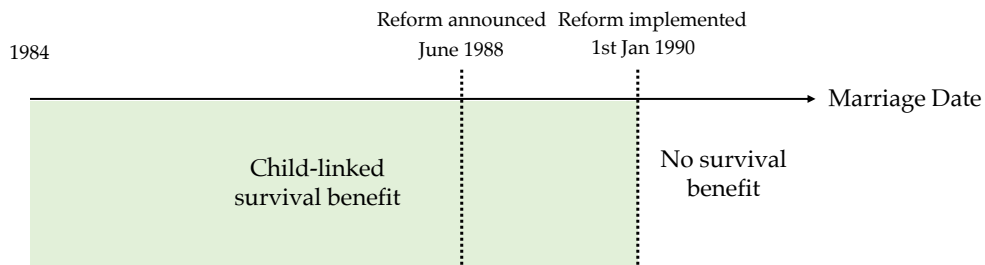 Reform announced
June 1988
Reform implemented
1st Jan 1990
1984
Marriage Date
Child-linked
survival benefit
No survival
benefit